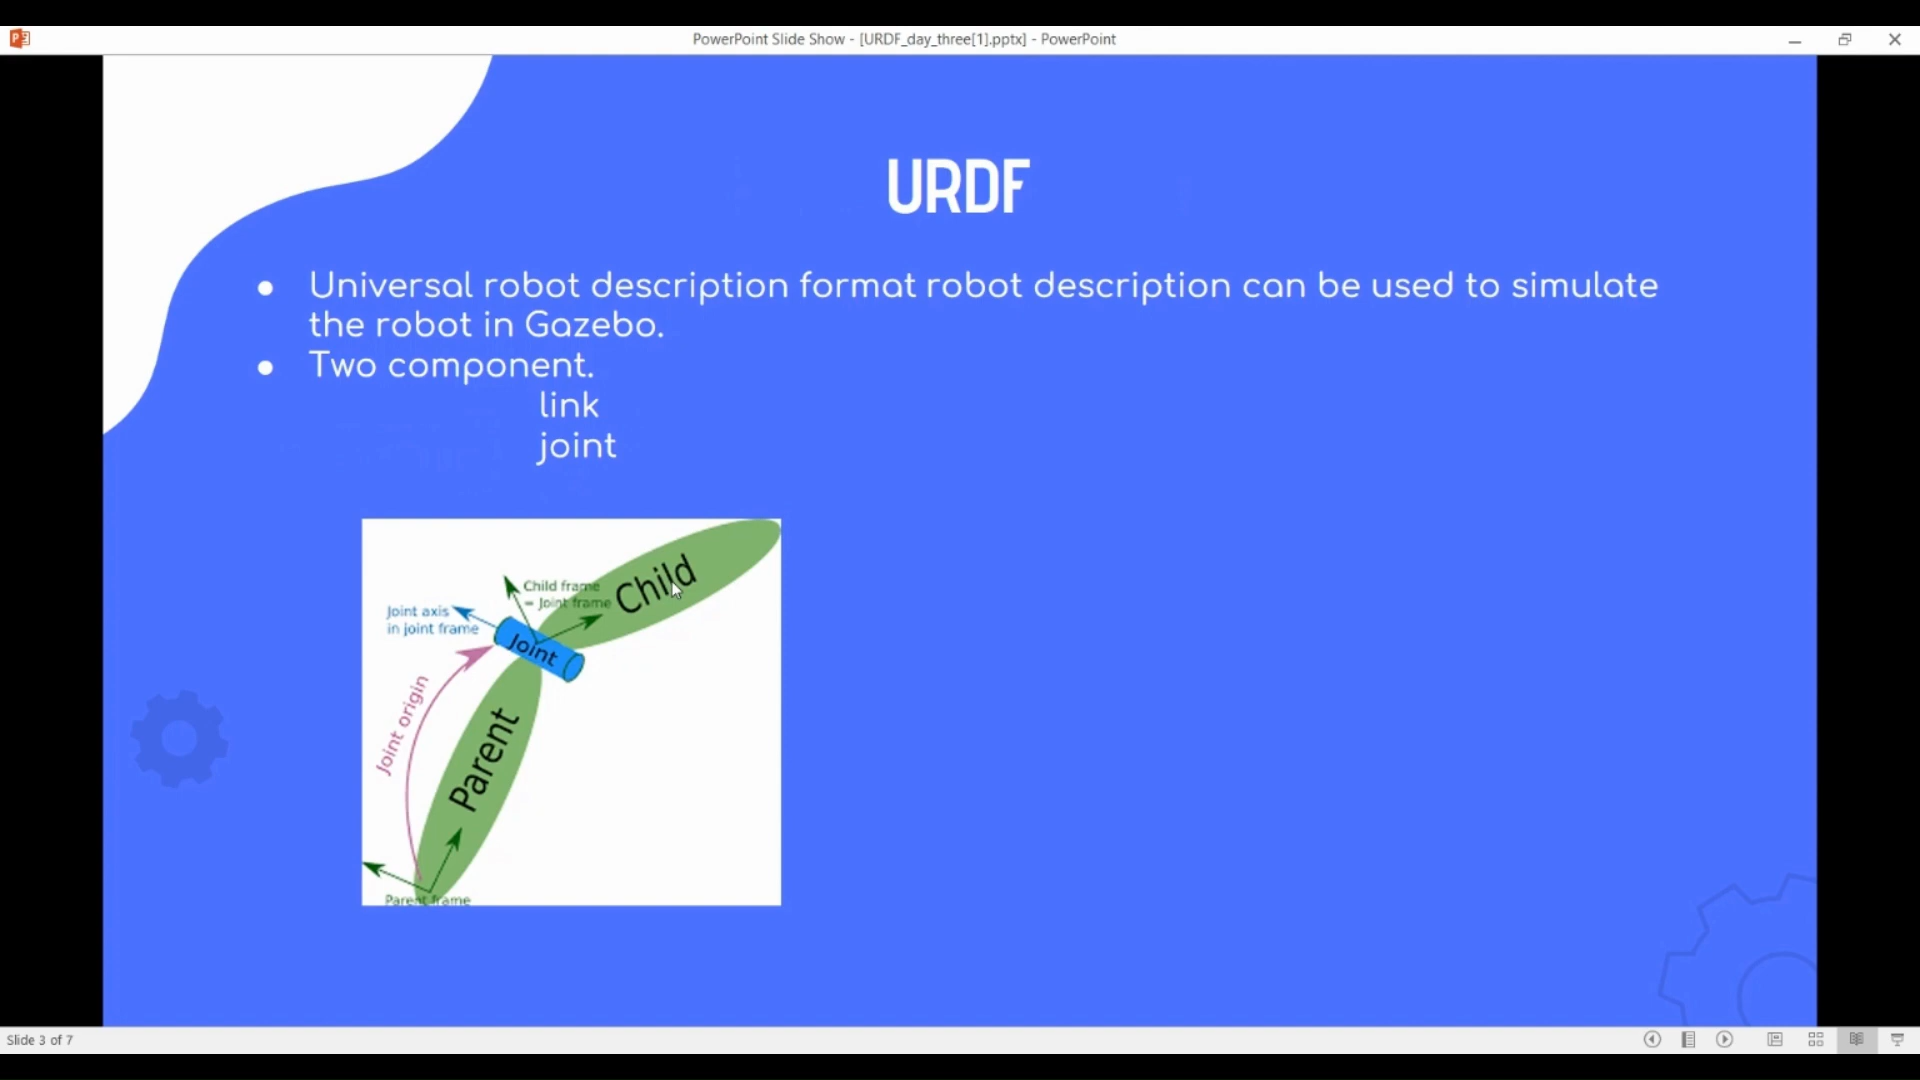 PowerPoint Slide Show - [URDF_day_three[1].pptx] - PowerPoint
URDF
Universal robot description format robot description can be used to simulate
the robot in Gazebo.
Two component.
link
joint
Child frame
= Joint frame
Child
Joint axis
in joint frame
Joint
Joint origin
Parent
Parent frame
Slide 3 of 7